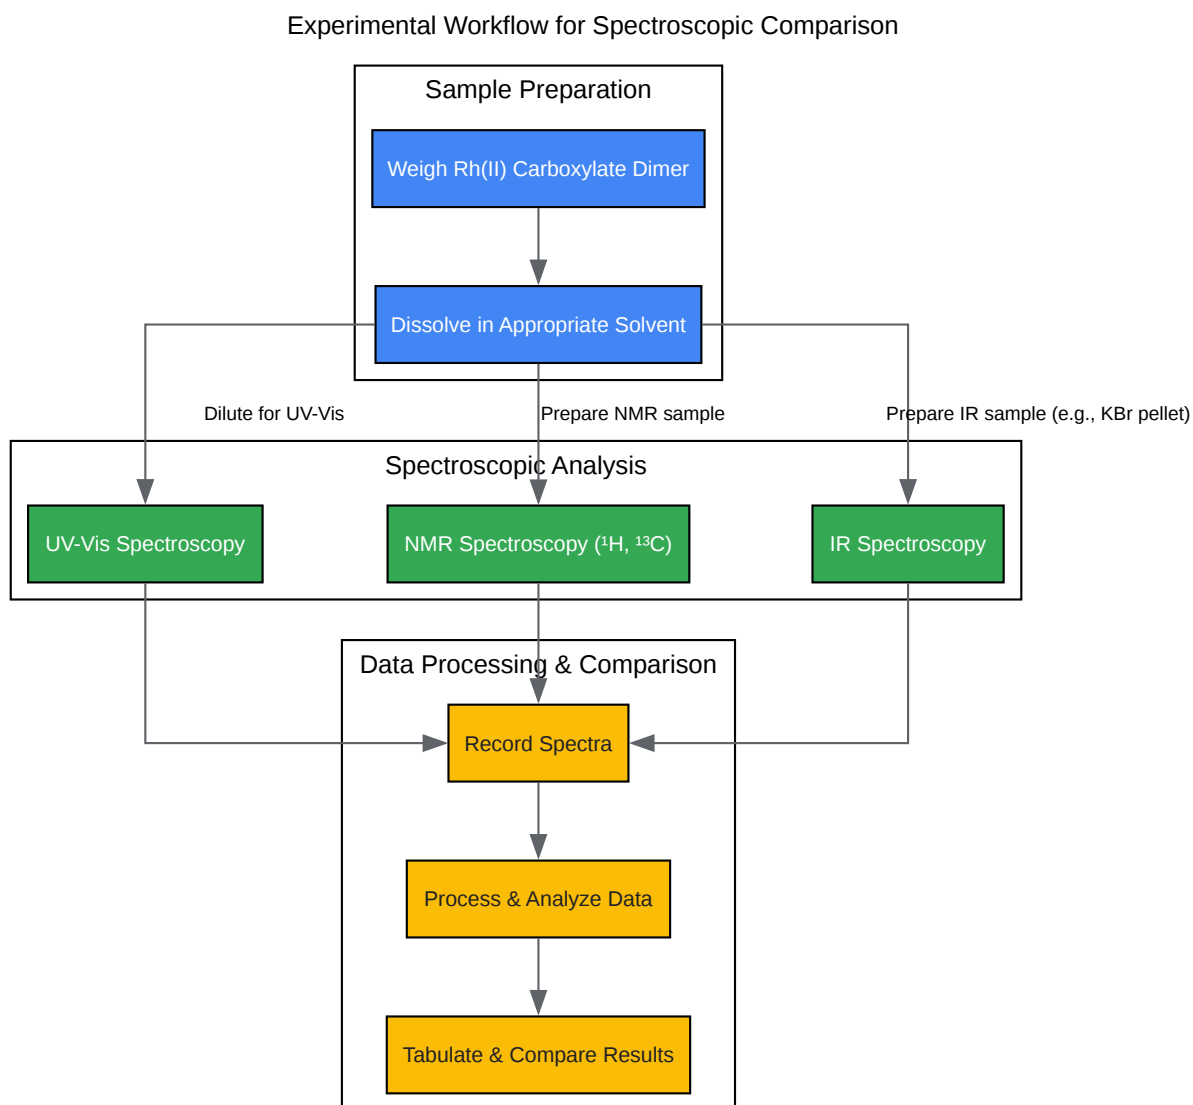 Experimental Workflow for Spectroscopic Comparison
Sample Preparation
Weigh Rh(II) Carboxylate Dimer
Dissolve in Appropriate Solvent
Dilute for UV-Vis
Prepare NMR sample
Prepare IR sample (e.g., KBr pellet)
Spectroscopic Analysis
UV-Vis Spectroscopy
NMR Spectroscopy (¹H, ¹³C)
IR Spectroscopy
Data Processing & Comparison
Record Spectra
Process & Analyze Data
Tabulate & Compare Results